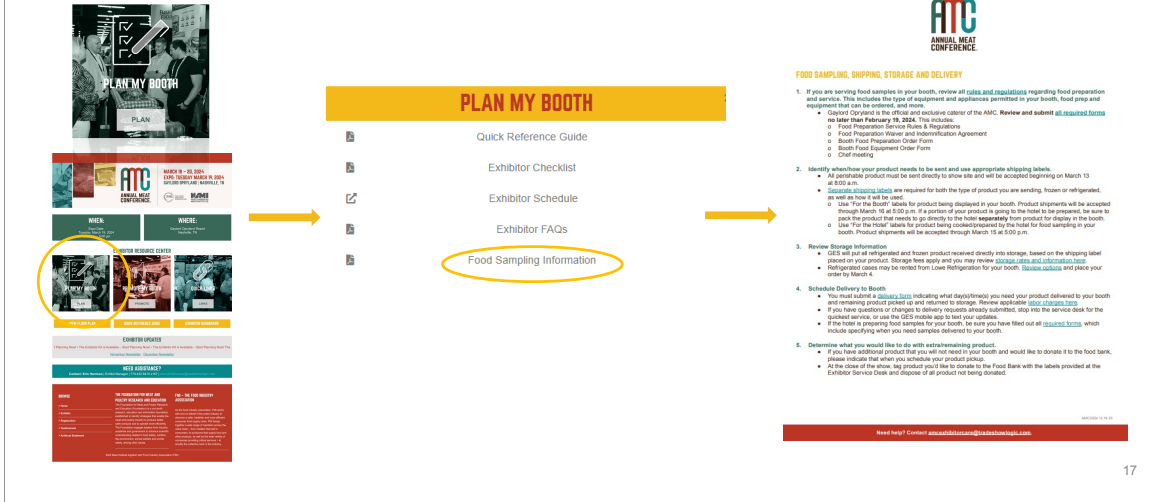 PLAN MY BOOTH
PLAN
AMC
ANNUAL MEAT
CONFERENCE
MARCH 18 – 20, 2024
EXPO: TUESDAY MARCH 19, 2024
GAYLORD OPRYLAND | NASHVILLE, TN
WHEN:
WHERE:
EXHIBITOR RESOURCE CENTER
PLAN
PROMOTE
LINKS
EXHIBITOR UPDATES
NEED ASSISTANCE?
BROWSE
THE FOUNDATION FOR MEAT AND
POULTRY RESEARCH AND EDUCATION
FMI – THE FOOD INDUSTRY
ASSOCIATION
PLAN MY BOOTH
Quick Reference Guide
Exhibitor Checklist
Exhibitor Schedule
Exhibitor FAQs
Food Sampling Information
AMC
ANNUAL MEAT
CONFERENCE.
FOOD SAMPLING, SHIPPING, STORAGE AND DELIVERY
1. If you are serving food samples in your booth, review all rules and regulations regarding food preparation
and service. This includes the type of equipment and appliances permitted in your booth, food prep and
equipment that can be ordered, and more.
• Gaylord Opryland is the official and exclusive caterer of the AMC. Review and submit all required forms
no later than February 19, 2024. This includes:
o Food Preparation Service Rules & Regulations
o Food Preparation Waiver and Indemnification Agreement
o Booth Food Preparation Order Form
o Booth Food Equipment Order Form
o Chef meeting
2. Identify when/how your product needs to be sent and use appropriate shipping labels.
• All perishable product must be sent directly to show site and will be accepted beginning on March 13
at 8:00 a.m.
• Separate shipping labels are required for both the type of product you are sending, frozen or refrigerated,
as well as how it will be used.
o Use "For the Booth" labels for product being displayed in your booth. Product shipments will be accepted
through March 16 at 5:00 p.m. If a portion of your product is going to the hotel to be prepared, be sure to
pack the product that needs to go directly to the hotel separately from product for display in the booth.
o Use "For the Hotel" labels for product being cooked/prepared by the hotel for food sampling in your
booth. Product shipments will be accepted through March 15 at 5:00 p.m.
3. Review Storage Information
• GES will put all refrigerated and frozen product received directly into storage, based on the shipping label
placed on your product. Storage fees apply and you may review storage rates and information here.
• Refrigerated cases may be rented from Lowe Refrigeration for your booth. Review options and place your
order by March 4.
4. Schedule Delivery to Booth
• You must submit a delivery form indicating what day(s)/time(s) you need your product delivered to your booth
and remaining product picked up and returned to storage. Review applicable labor charges here.
• If you have questions or changes to delivery requests already submitted, stop into the service desk for the
quickest service, or use the GES mobile app to text your updates.
• If the hotel is preparing food samples for your booth, be sure you have filled out all required forms, which
include specifying when you need samples delivered to your booth.
5. Determine what you would like to do with extra/remaining product.
• If you have additional product that you will not need in your booth and would like to donate it to the food bank,
please indicate that when you schedule your product pickup.
• At the close of the show, tag product you'd like to donate to the Food Bank with the labels provided at the
Exhibitor Service Desk and dispose of all product not being donated.
Need help? Contact amcexhibitorcare@tradeshowlogic.com.
17